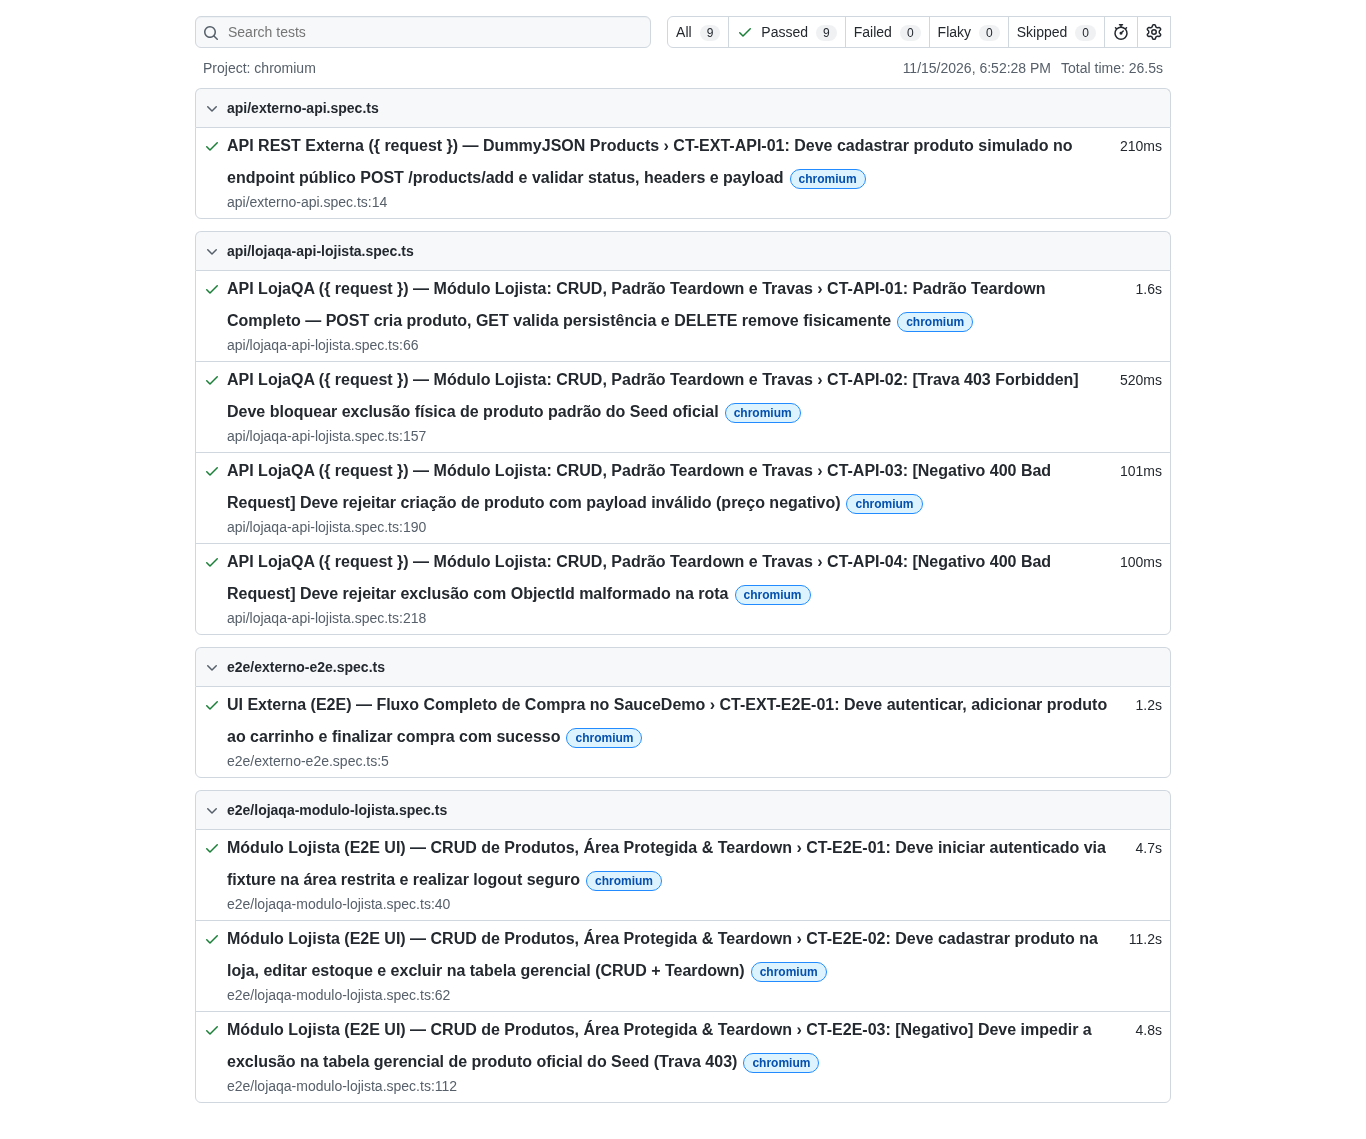 Search tests
All 9 Passed 9 Failed 0 Flaky 0 Skipped 0
Project: chromium 11/15/2026, 6:52:28 PM Total time: 26.5s
api/externo-api.spec.ts
API REST Externa ({ request }) — DummyJSON Products › CT-EXT-API-01: Deve cadastrar produto simulado no 210ms
endpoint público POST /products/add e validar status, headers e payload chromium
api/externo-api.spec.ts:14
api/lojaqa-api-lojista.spec.ts
API LojaQA ({ request }) — Módulo Lojista: CRUD, Padrão Teardown e Travas › CT-API-01: Padrão Teardown 1.6s
Completo — POST cria produto, GET valida persistência e DELETE remove fisicamente chromium
api/lojaqa-api-lojista.spec.ts:66
API LojaQA ({ request }) — Módulo Lojista: CRUD, Padrão Teardown e Travas › CT-API-02: [Trava 403 Forbidden] 520ms
Deve bloquear exclusão física de produto padrão do Seed oficial chromium
api/lojaqa-api-lojista.spec.ts:157
API LojaQA ({ request }) — Módulo Lojista: CRUD, Padrão Teardown e Travas › CT-API-03: [Negativo 400 Bad 101ms
Request] Deve rejeitar criação de produto com payload inválido (preço negativo) chromium
api/lojaqa-api-lojista.spec.ts:190
API LojaQA ({ request }) — Módulo Lojista: CRUD, Padrão Teardown e Travas › CT-API-04: [Negativo 400 Bad 100ms
Request] Deve rejeitar exclusão com ObjectId malformado na rota chromium
api/lojaqa-api-lojista.spec.ts:218
e2e/externo-e2e.spec.ts
UI Externa (E2E) — Fluxo Completo de Compra no SauceDemo › CT-EXT-E2E-01: Deve autenticar, adicionar produto 1.2s
ao carrinho e finalizar compra com sucesso chromium
e2e/externo-e2e.spec.ts:5
e2e/lojaqa-modulo-lojista.spec.ts
Módulo Lojista (E2E UI) — CRUD de Produtos, Área Protegida & Teardown › CT-E2E-01: Deve iniciar autenticado via 4.7s
fixture na área restrita e realizar logout seguro chromium
e2e/lojaqa-modulo-lojista.spec.ts:40
Módulo Lojista (E2E UI) — CRUD de Produtos, Área Protegida & Teardown › CT-E2E-02: Deve cadastrar produto na 11.2s
loja, editar estoque e excluir na tabela gerencial (CRUD + Teardown) chromium
e2e/lojaqa-modulo-lojista.spec.ts:62
Módulo Lojista (E2E UI) — CRUD de Produtos, Área Protegida & Teardown › CT-E2E-03: [Negativo] Deve impedir a 4.8s
exclusão na tabela gerencial de produto oficial do Seed (Trava 403) chromium
e2e/lojaqa-modulo-lojista.spec.ts:112